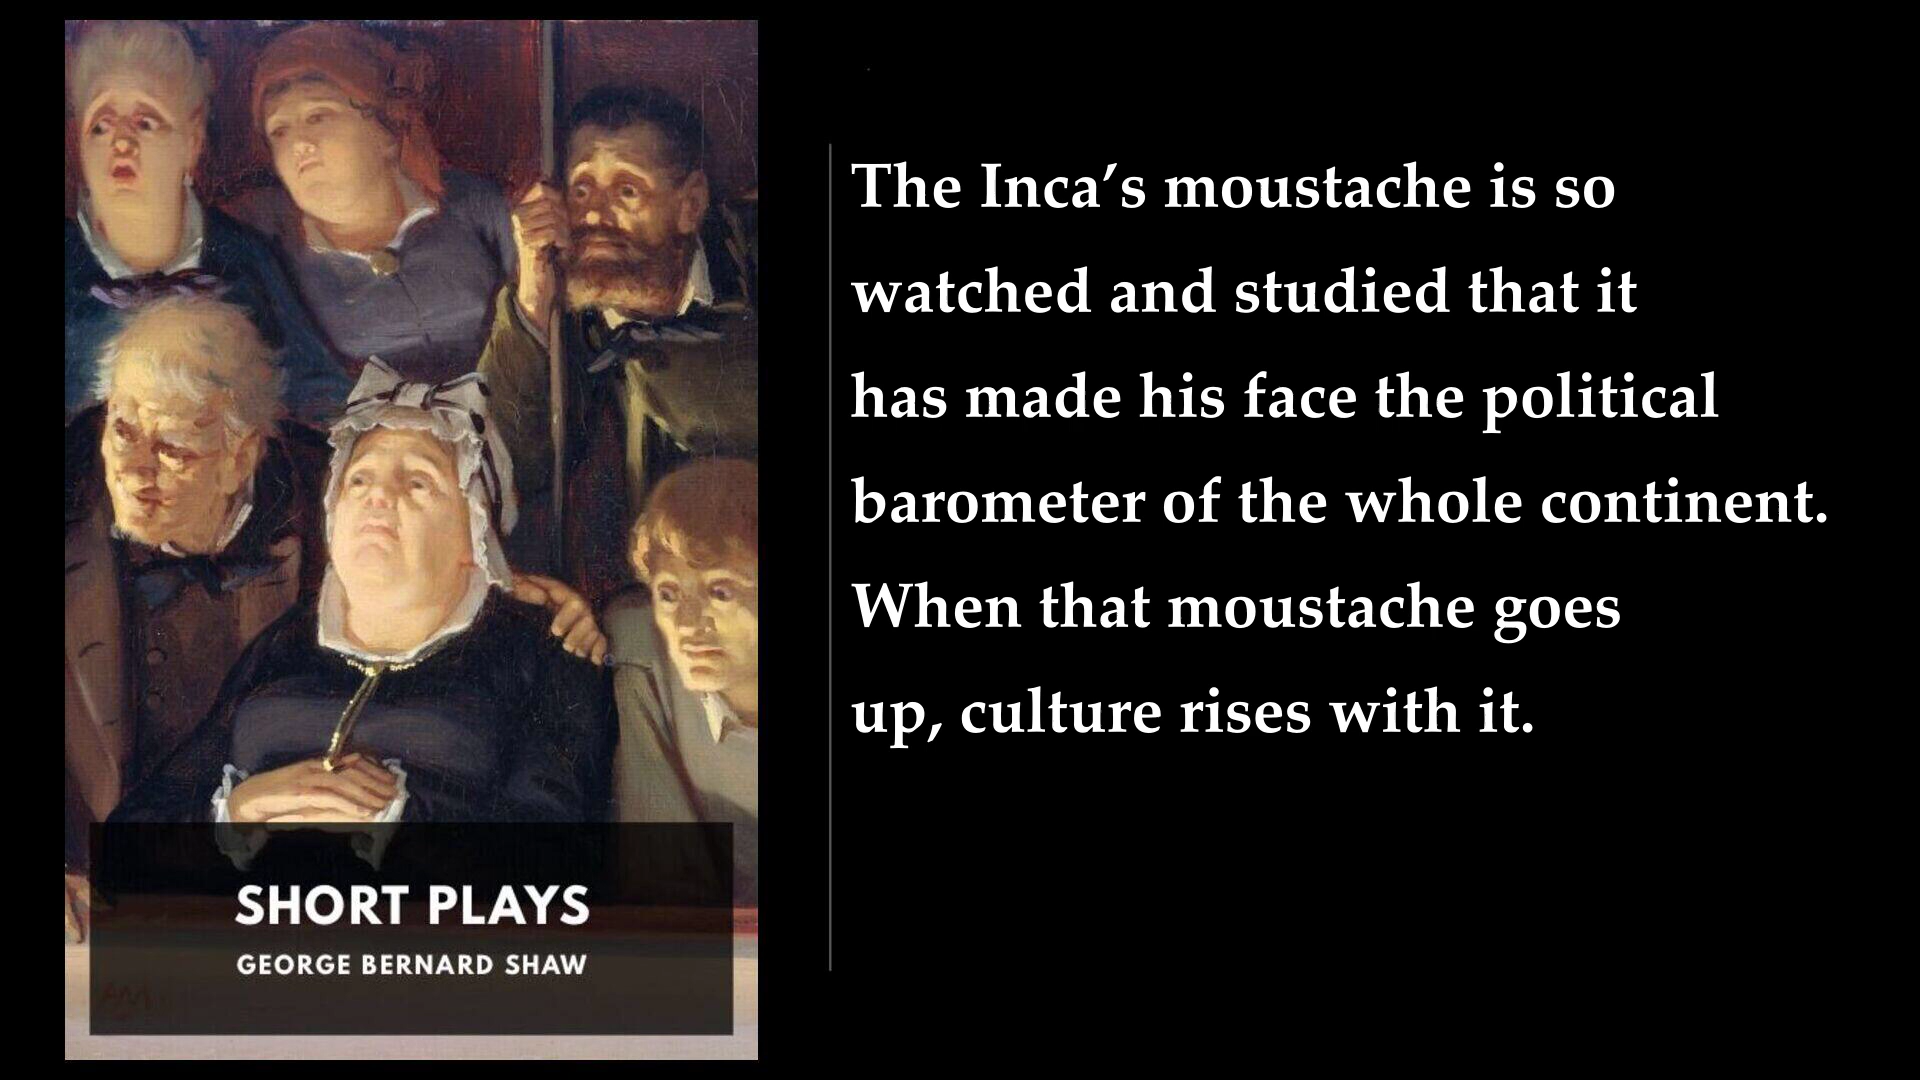 The Inca’s moustache is so
watched and studied that it
has made his face the political
barometer of the whole continent.
When that moustache goes
up, culture rises with it.
SHORT PLAYS
GEORGE BERNARD SHAW